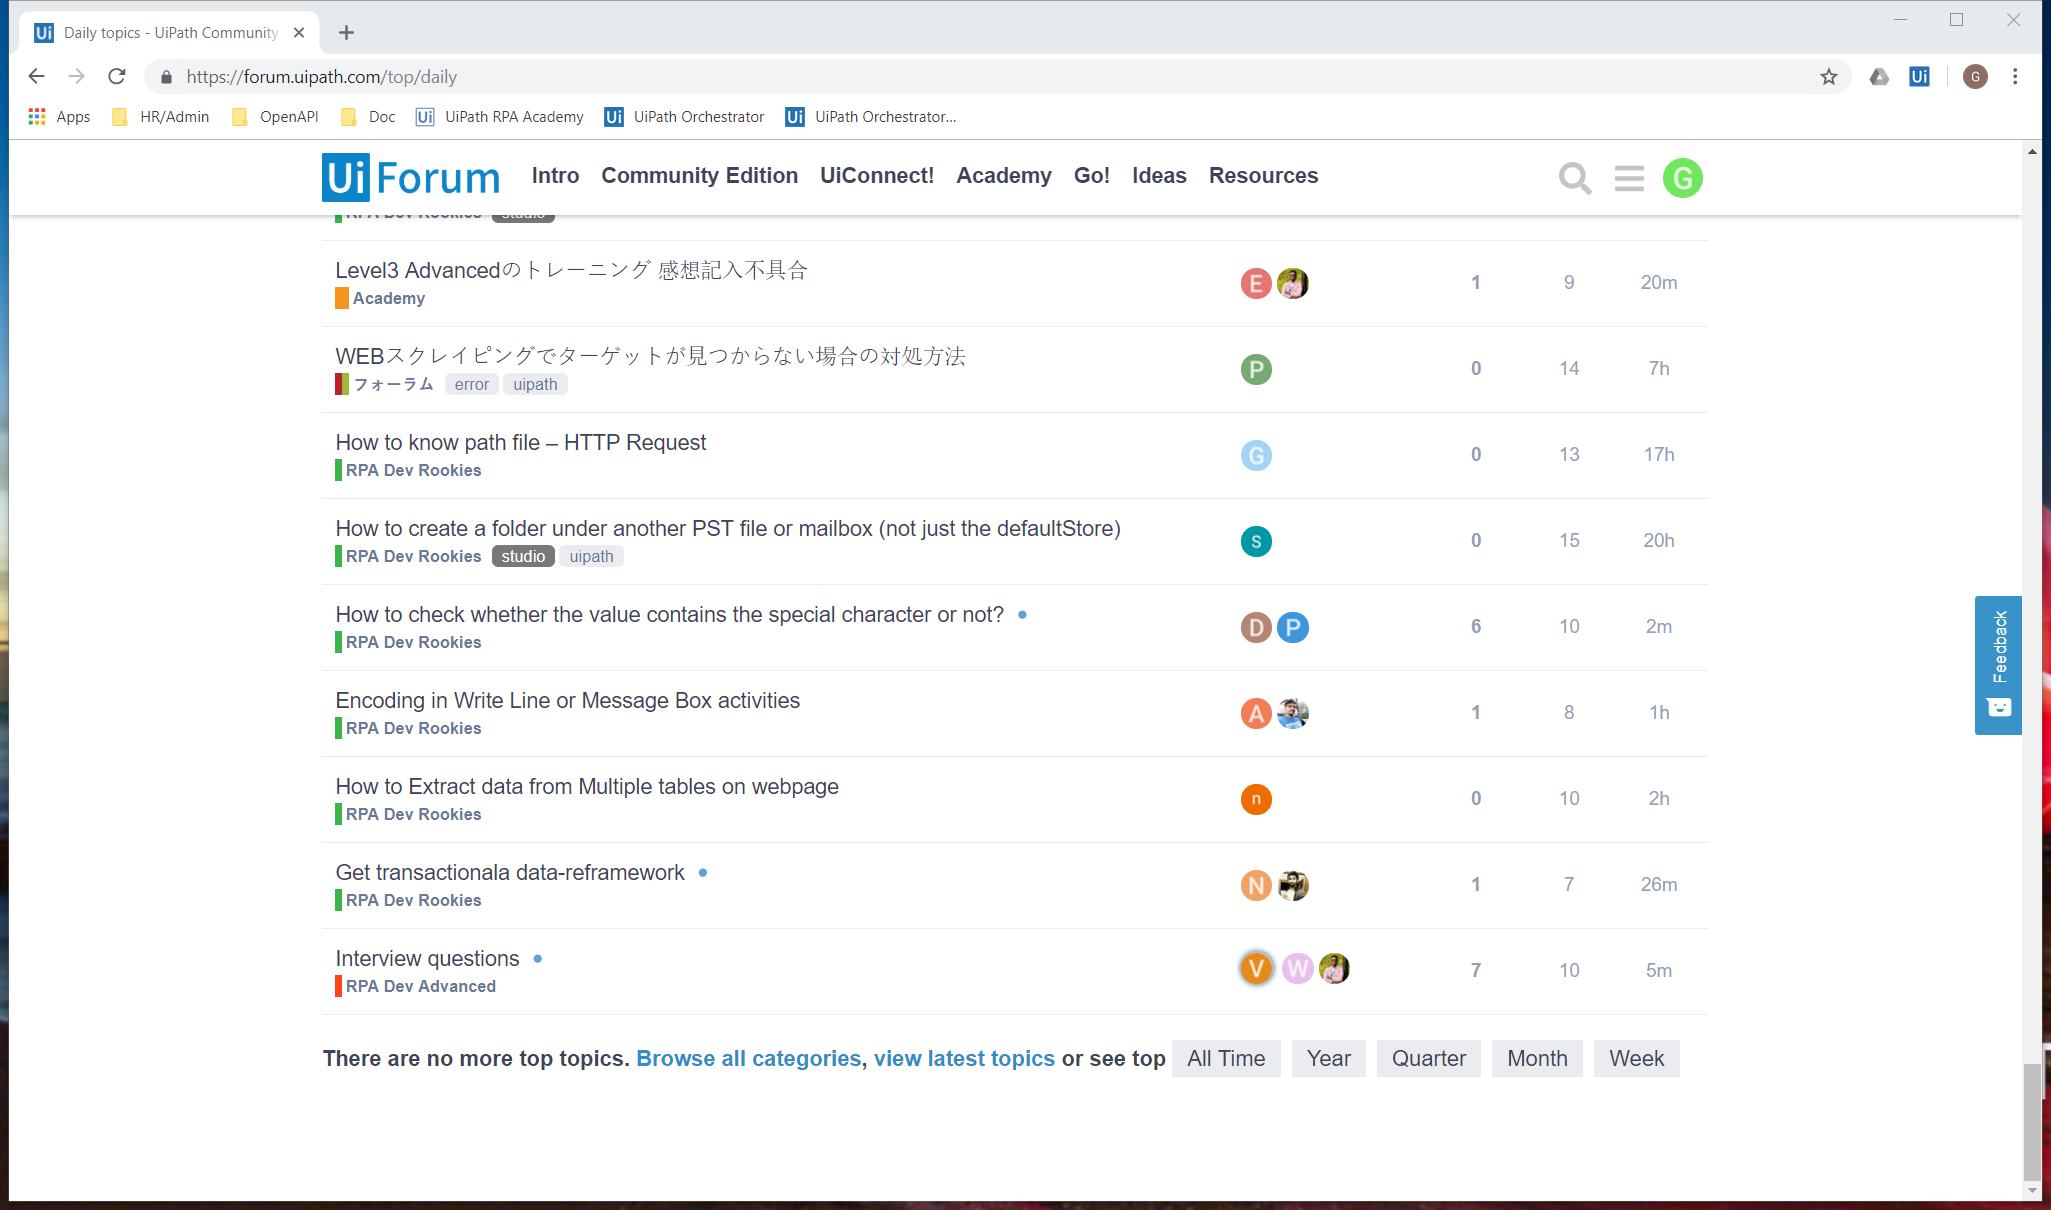 Daily topics - UiPath Community
https://forum.uipath.com/top/daily
Apps HR/Admin OpenAPI Doc Ui UiPath RPA Academy Ui UiPath Orchestrator Ui UiPath Orchestrator...
Ui Forum Intro Community Edition UiConnect! Academy Go! Ideas Resources G
RPA Dev Rookies studio
Level3 Advancedのトレーニング 感想記入不具合 E 1 9 20m
Academy
WEBスクレイピングでターゲットが見つからない場合の対処方法 P 0 14 7h
フォーラム error uipath
How to know path file – HTTP Request G 0 13 17h
RPA Dev Rookies
How to create a folder under another PST file or mailbox (not just the defaultStore) S 0 15 20h
RPA Dev Rookies studio uipath
How to check whether the value contains the special character or not? D P 6 10 2m
RPA Dev Rookies
Encoding in Write Line or Message Box activities A 1 8 1h
RPA Dev Rookies
How to Extract data from Multiple tables on webpage n 0 10 2h
RPA Dev Rookies
Get transactionala data-reframework N 1 7 26m
RPA Dev Rookies
Interview questions V W 7 10 5m
RPA Dev Advanced
There are no more top topics. Browse all categories, view latest topics or see top All Time Year Quarter Month Week
Feedback